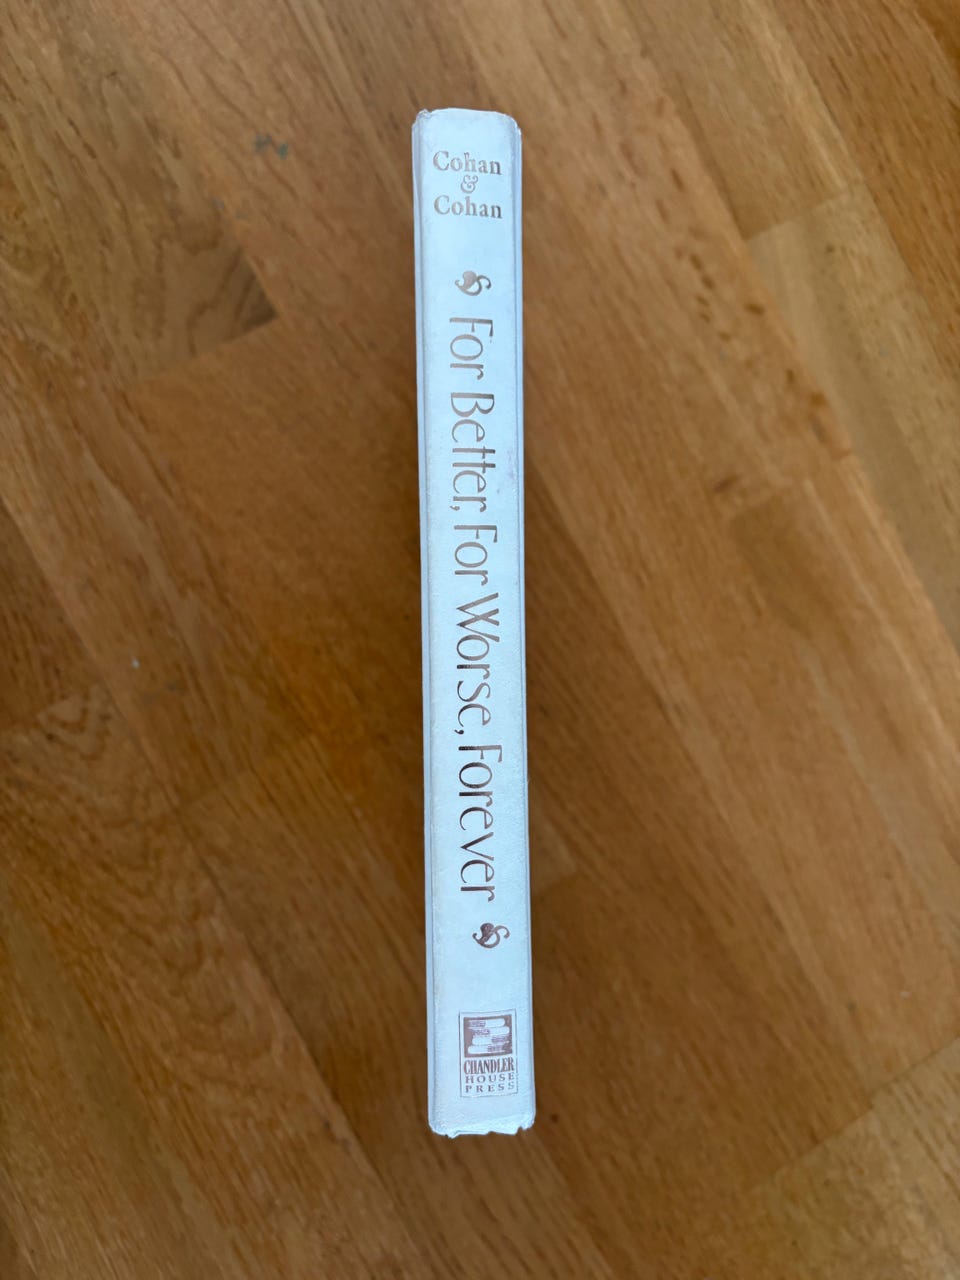 Cohan
&
Cohan
For Better, For Worse, Forever
CHANDLER
HOUSE
PRESS